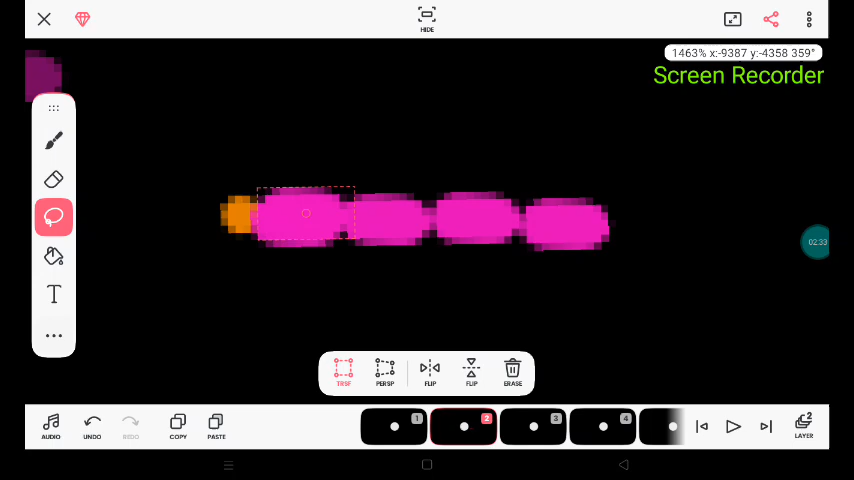 HIDE
1463% x:-9387 y:-4358 359°
Screen Recorder
02:33
T
TRSF PERSP FLIP FLIP ERASE
1 2 3 4
AUDIO UNDO REDO COPY PASTE
2
LAYER